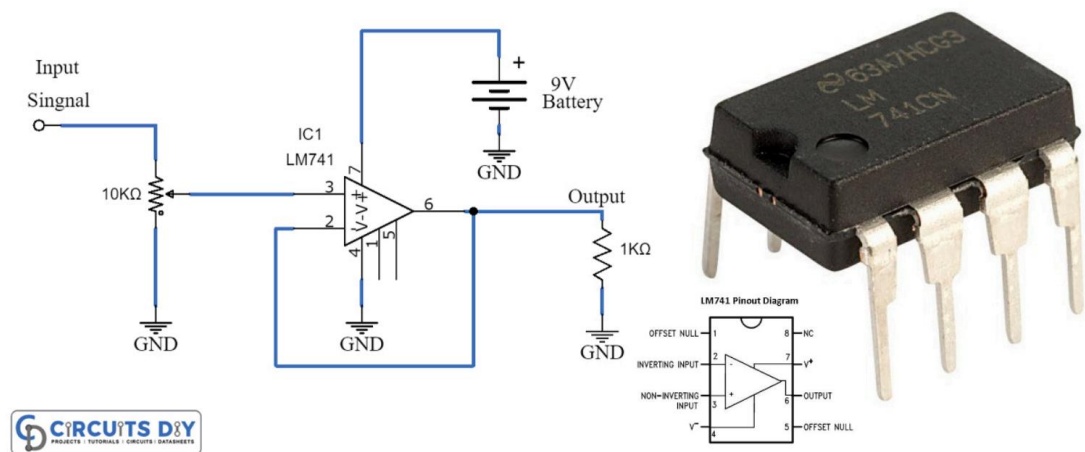 Input
Singnal
10KΩ
GND
IC1
LM741
3
2
7
V+
V-
4
1
5
6
GND
+
9V
Battery
GND
Output
1KΩ
GND
63A7HCG3
LM
741CN
LM741 Pinout Diagram
OFFSET NULL 1
8 NC
INVERTING INPUT 2
-
7 V+
NON-INVERTING
INPUT 3
+
OUTPUT
6
V- 4
5 OFFSET NULL
CD CiRCUiTS DiY
PROJECTS | TUTORIALS | CIRCUITS | DATASHEETS